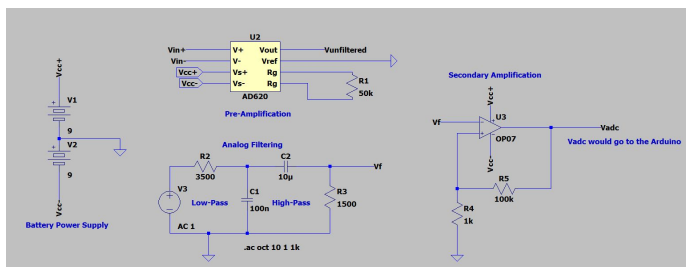 U2
Vin+
V+
Vout
Vunfiltered
Vin-
V-
Vref
Vcc+
Vs+
Rg
Vcc-
Vs-
Rg
R1
50k
AD620
Pre-Amplification
Vcc+
V1
9
V2
9
Vcc-
Battery Power Supply
Analog Filtering
R2
3500
C2
10µ
Vf
V3
Low-Pass
C1
100n
High-Pass
R3
1500
AC 1
.ac oct 10 1 1k
Secondary Amplification
Vcc+
U3
Vf
OP07
Vcc-
Vadc
Vadc would go to the Arduino
R5
100k
R4
1k